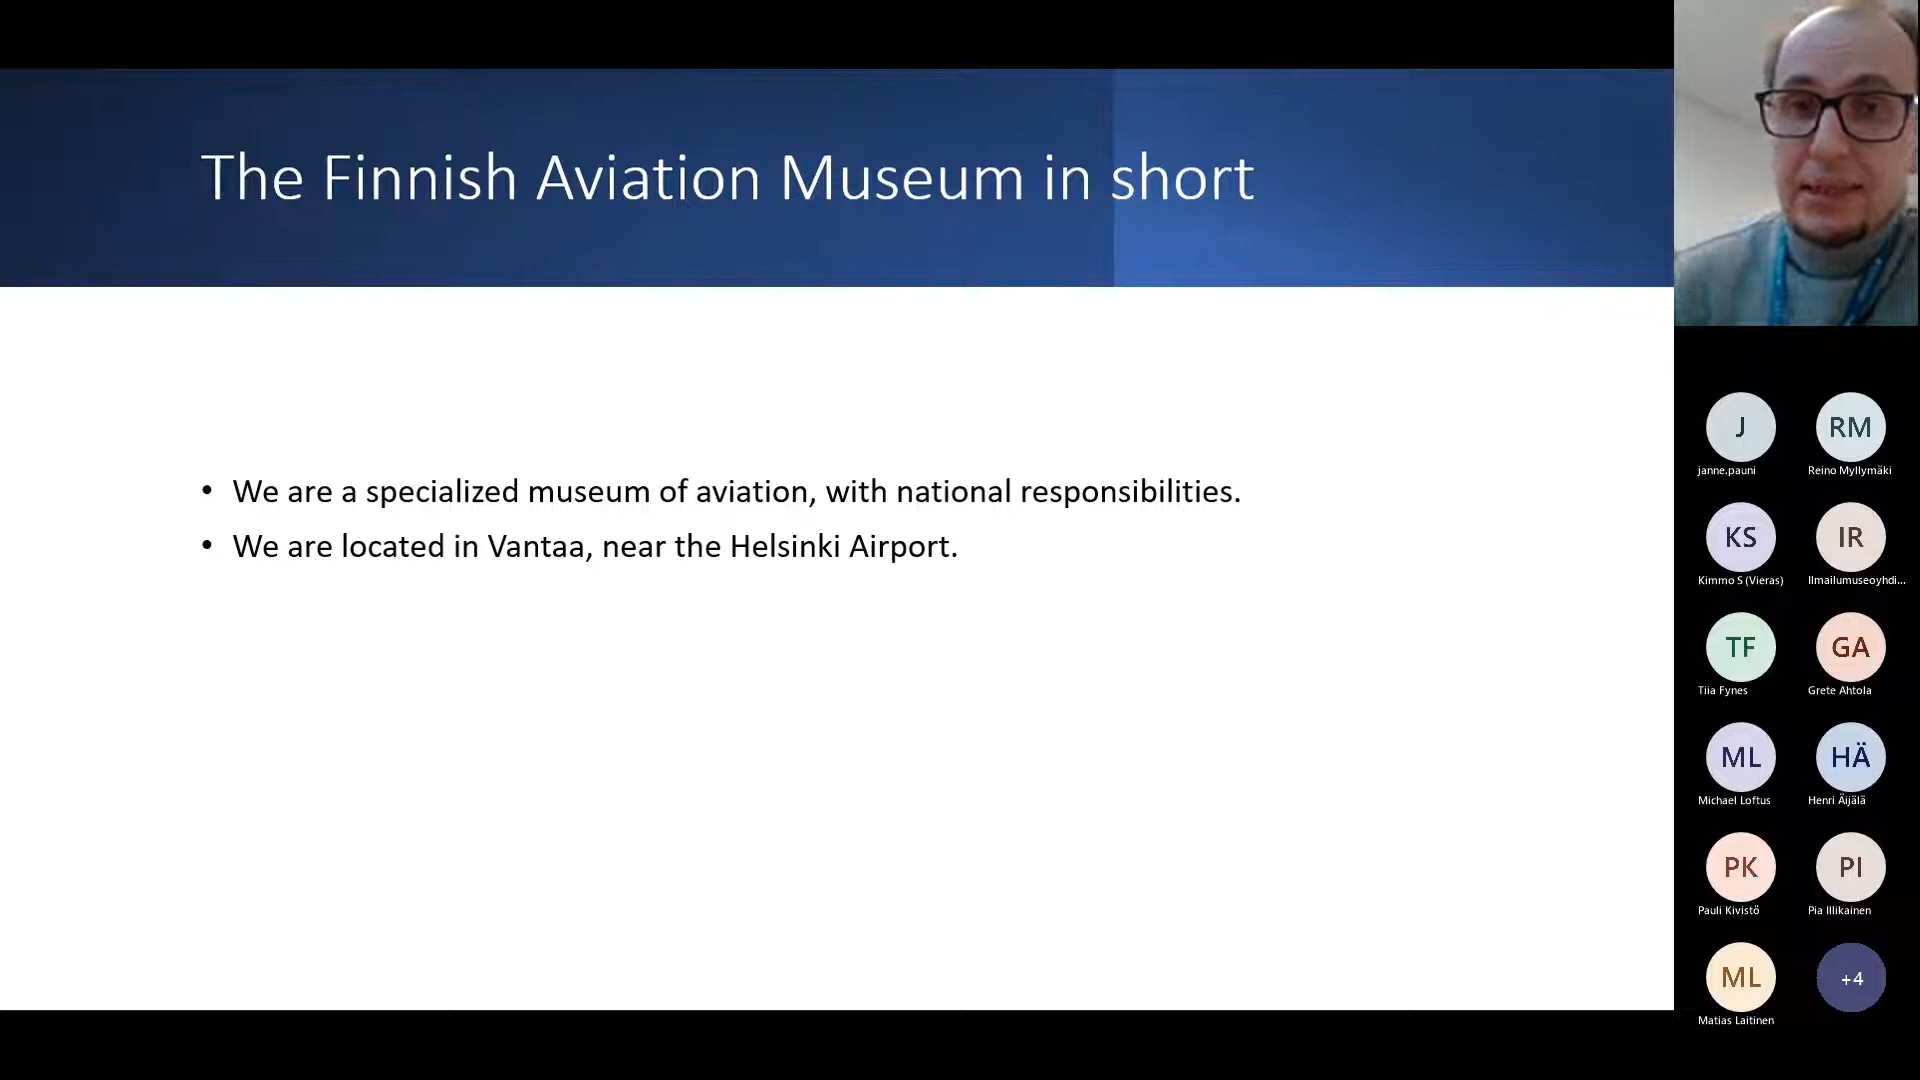 The Finnish Aviation Museum in short
• We are a specialized museum of aviation, with national responsibilities.
• We are located in Vantaa, near the Helsinki Airport.
J
janne.pauni
RM
Reino Myllymäki
KS
Kimmo S (Vieras)
IR
Ilmailumuseoyhdi...
TF
Tiia Fynes
GA
Grete Ahtola
ML
Michael Loftus
HÄ
Henri Äijälä
PK
Pauli Kivistö
PI
Pia Illikainen
ML
Matias Laitinen
+4